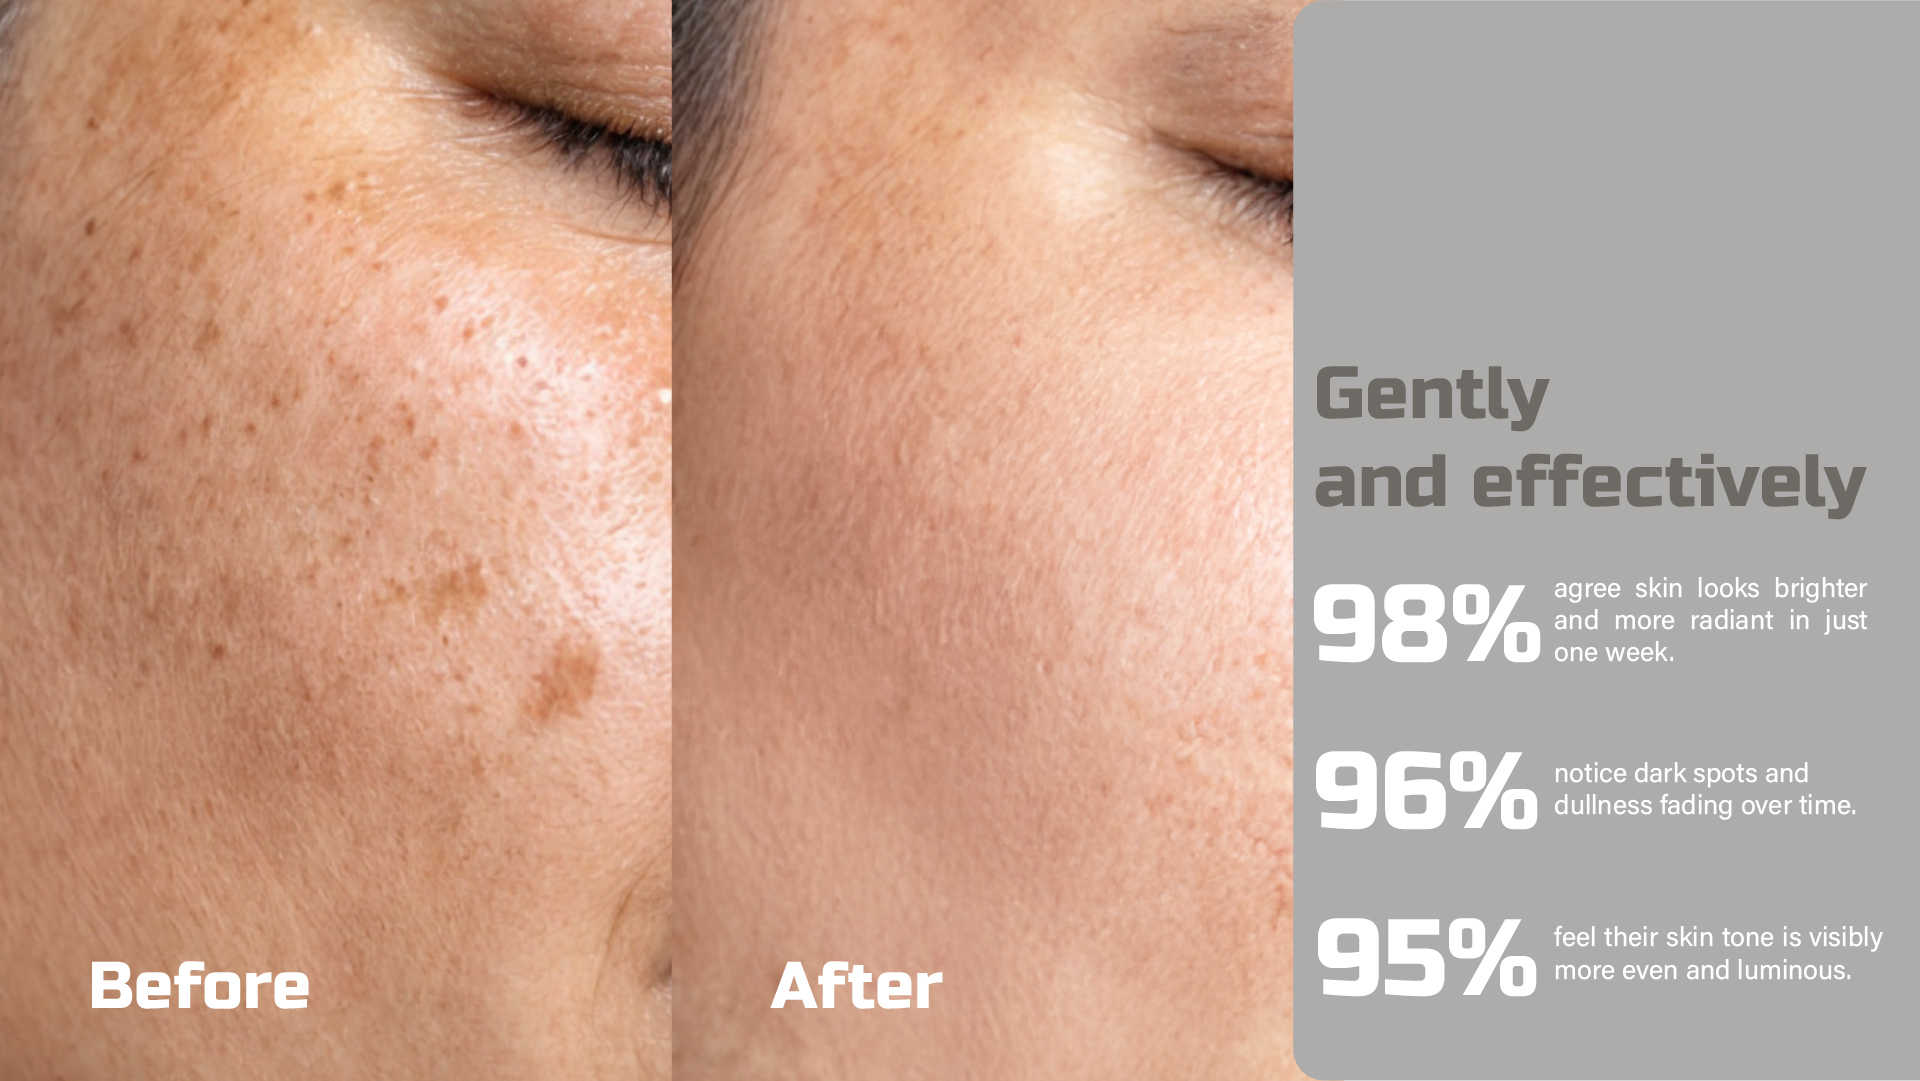 Before
After
Gently
and effectively
98%
agree skin looks brighter
and more radiant in just
one week.
96%
notice dark spots and
dullness fading over time.
95%
feel their skin tone is visibly
more even and luminous.